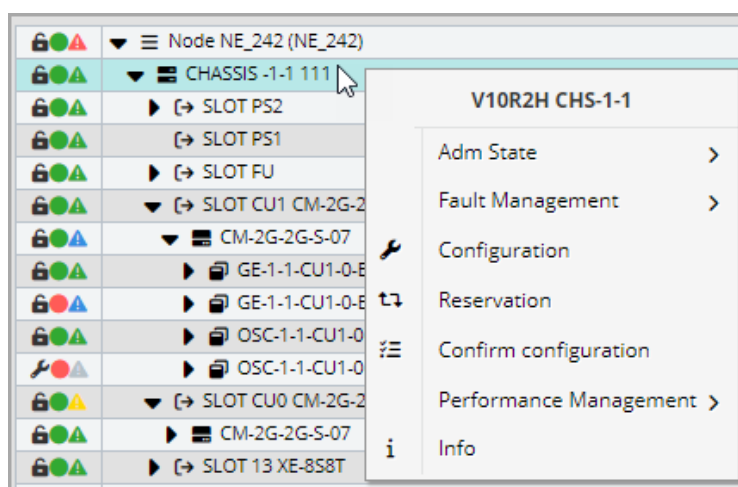 Node NE_242 (NE_242)
CHASSIS -1-1 111
SLOT PS2
SLOT PS1
SLOT FU
SLOT CU1 CM-2G-2
CM-2G-2G-S-07
GE-1-1-CU1-0-E
GE-1-1-CU1-0-E
OSC-1-1-CU1-0
OSC-1-1-CU1-0
SLOT CU0 CM-2G-2
CM-2G-2G-S-07
SLOT 13 XE-8S8T
V10R2H CHS-1-1
Adm State
Fault Management
Configuration
Reservation
Confirm configuration
Performance Management
Info